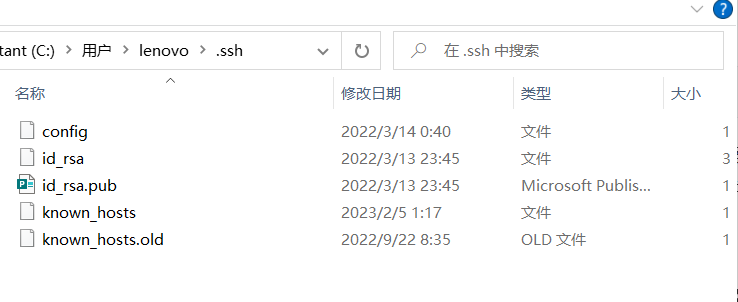 ?
tant (C:) > 用户 > lenovo > .ssh
在 .ssh 中搜索
名称 修改日期 类型 大小
config 2022/3/14 0:40 文件 1
id_rsa 2022/3/13 23:45 文件 3
id_rsa.pub 2022/3/13 23:45 Microsoft Publis... 1
known_hosts 2023/2/5 1:17 文件 1
known_hosts.old 2022/9/22 8:35 OLD 文件 1